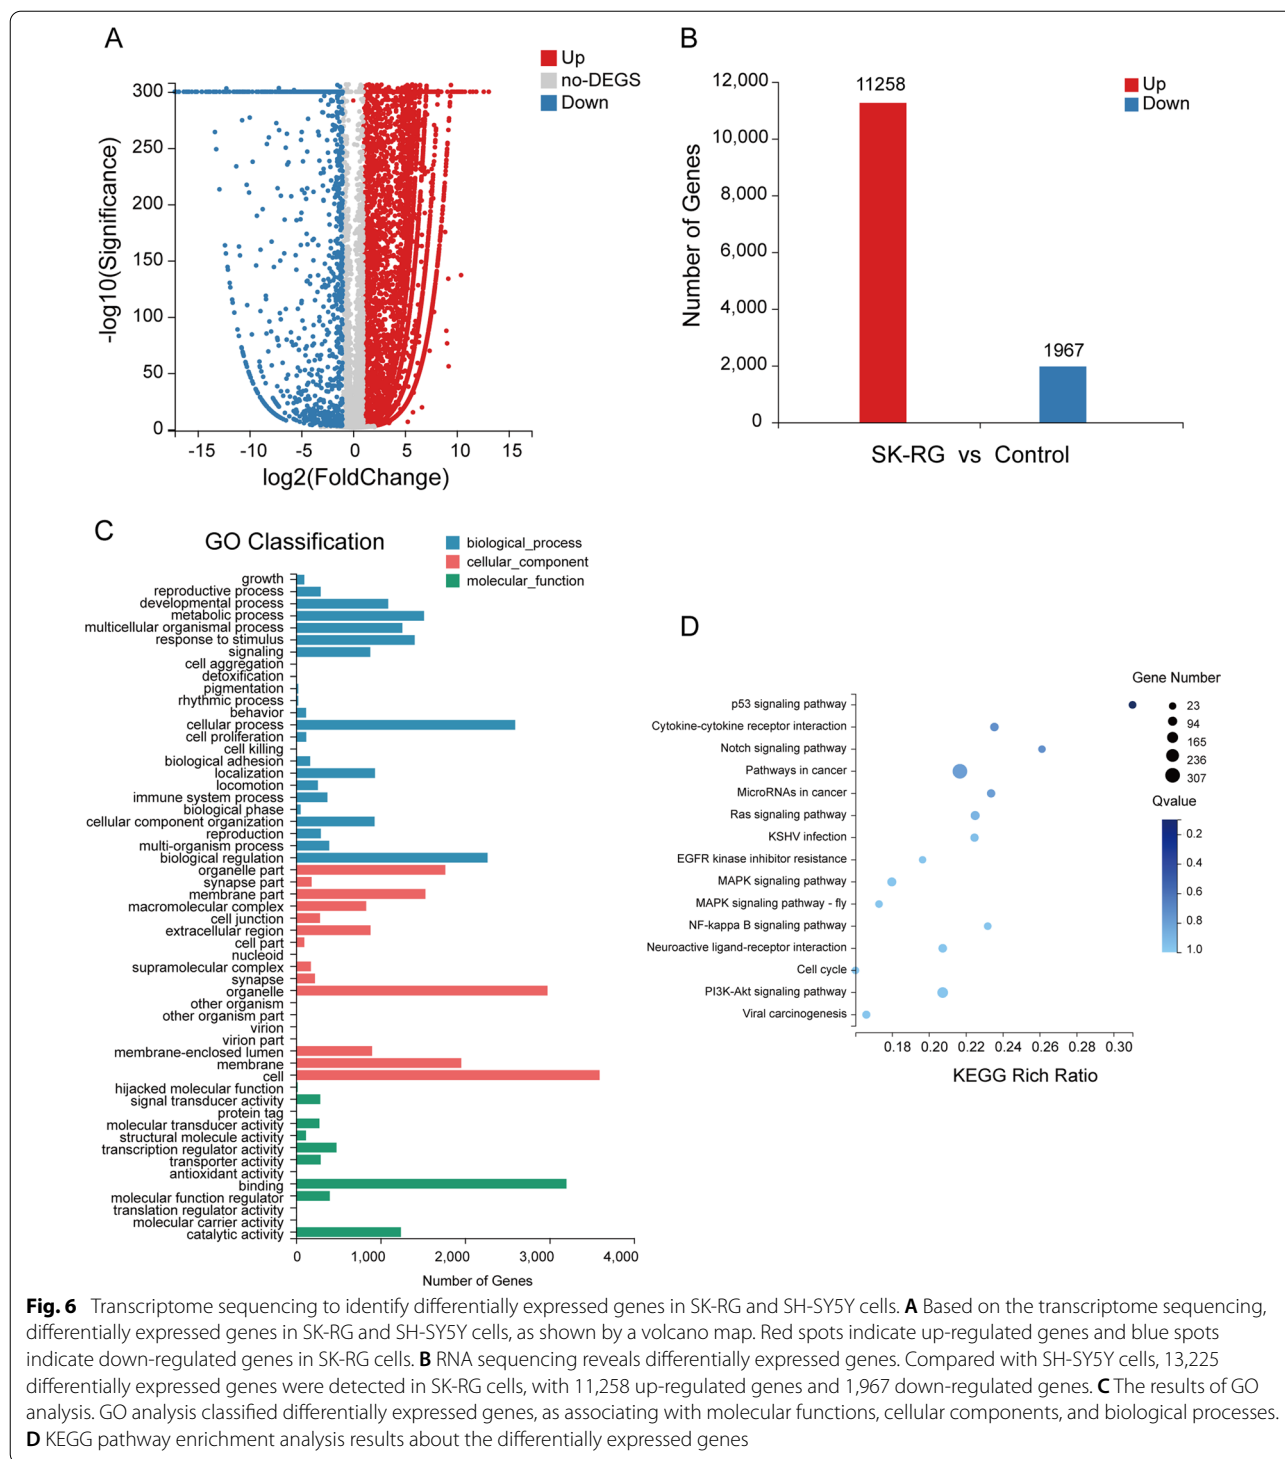 A
Up
no-DEGS
Down
300
250
200
150
100
50
0
-log10(Significance)
-15 -10 -5 0 5 10 15
log2(FoldChange)
B
12,000
10,000
8,000
6,000
4,000
2,000
0
Number of Genes
11258
1967
Up
Down
SK-RG vs Control
C
GO Classification
biological_process
cellular_component
molecular_function
growth
reproductive process
developmental process
metabolic process
multicellular organismal process
response to stimulus
signaling
cell aggregation
detoxification
pigmentation
rhythmic process
behavior
cellular process
cell proliferation
cell killing
biological adhesion
localization
locomotion
immune system process
biological phase
cellular component organization
reproduction
multi-organism process
biological regulation
organelle part
synapse part
membrane part
macromolecular complex
cell junction
extracellular region
cell part
nucleoid
supramolecular complex
synapse
organelle
other organism
other organism part
virion
virion part
membrane-enclosed lumen
membrane
cell
hijacked molecular function
signal transducer activity
protein tag
molecular transducer activity
structural molecule activity
transcription regulator activity
transporter activity
antioxidant activity
binding
molecular function regulator
translation regulator activity
molecular carrier activity
catalytic activity
0 1,000 2,000 3,000 4,000
Number of Genes
D
p53 signaling pathway
Cytokine-cytokine receptor interaction
Notch signaling pathway
Pathways in cancer
MicroRNAs in cancer
Ras signaling pathway
KSHV infection
EGFR kinase inhibitor resistance
MAPK signaling pathway
MAPK signaling pathway - fly
NF-kappa B signaling pathway
Neuroactive ligand-receptor interaction
Cell cycle
PI3K-Akt signaling pathway
Viral carcinogenesis
0.18 0.20 0.22 0.24 0.26 0.28 0.30
KEGG Rich Ratio
Gene Number
23
94
165
236
307
Qvalue
0.2
0.4
0.6
0.8
1.0
Fig. 6 Transcriptome sequencing to identify differentially expressed genes in SK-RG and SH-SY5Y cells. A Based on the transcriptome sequencing,
differentially expressed genes in SK-RG and SH-SY5Y cells, as shown by a volcano map. Red spots indicate up-regulated genes and blue spots
indicate down-regulated genes in SK-RG cells. B RNA sequencing reveals differentially expressed genes. Compared with SH-SY5Y cells, 13,225
differentially expressed genes were detected in SK-RG cells, with 11,258 up-regulated genes and 1,967 down-regulated genes. C The results of GO
analysis. GO analysis classified differentially expressed genes, as associating with molecular functions, cellular components, and biological processes.
D KEGG pathway enrichment analysis results about the differentially expressed genes